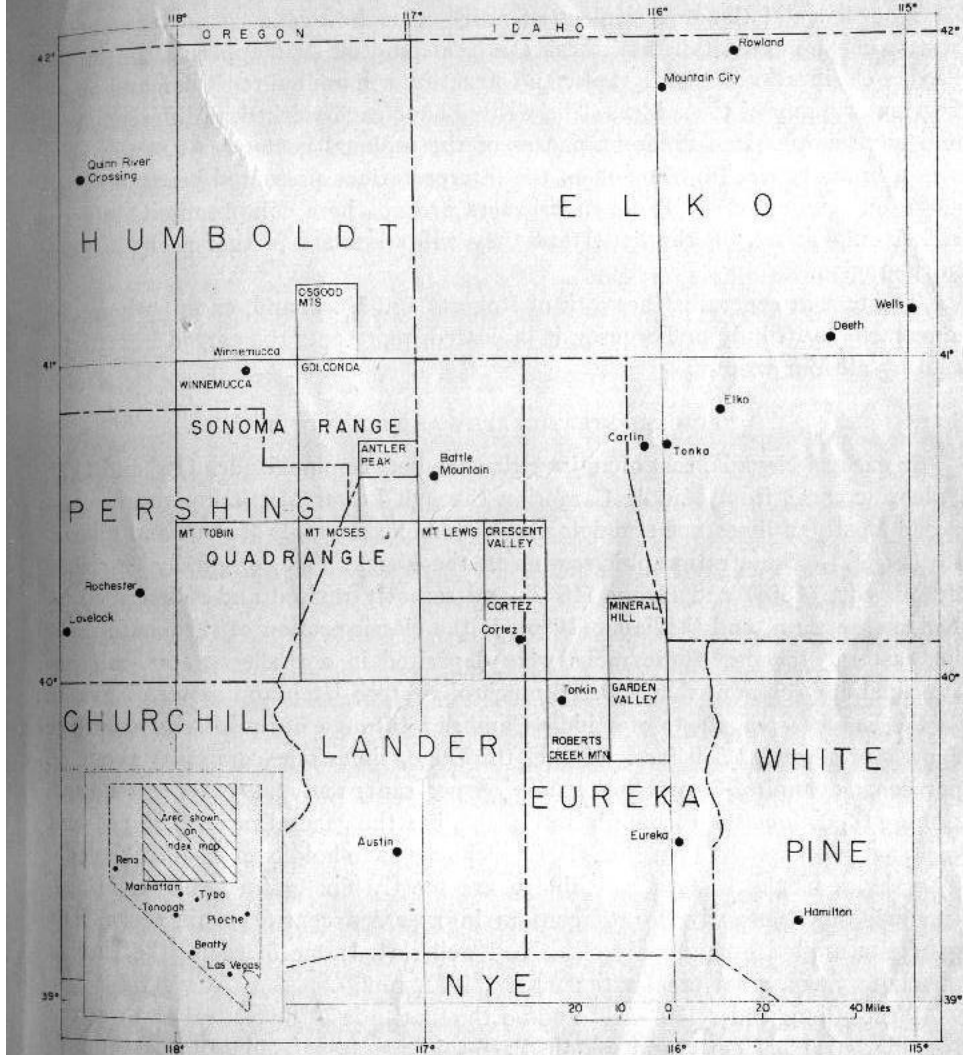 118°
117°
116°
115°
OREGON
IDAHO
42°
42°
Rowland
Mountain City
Quinn River
Crossing
ELKO
HUMBOLDT
OSGOOD
MTS
Wells
Deeth
41°
41°
Winnemucca
WINNEMUCCA
GOLCONDA
Elko
SONOMA RANGE
Carlin
Tonka
ANTLER
PEAK
Battle
Mountain
PERSHING
MT TOBIN
MT MOSES
MT LEWIS
CRESCENT
VALLEY
QUADRANGLE
Rochester
CORTEZ
MINERAL
HILL
Lovelock
Cortez
40°
40°
Tonkin
GARDEN
VALLEY
CHURCHILL
LANDER
ROBERTS
CREEK MTN
WHITE
PINE
EUREKA
Area shown
on
index map
Austin
Eureka
Reno
Manhattan
Tybo
Tonopah
Pioche
Hamilton
Beatty
Las Vegas
NYE
39°
39°
20 10 0 20 40 Miles
118°
117°
116°
115°